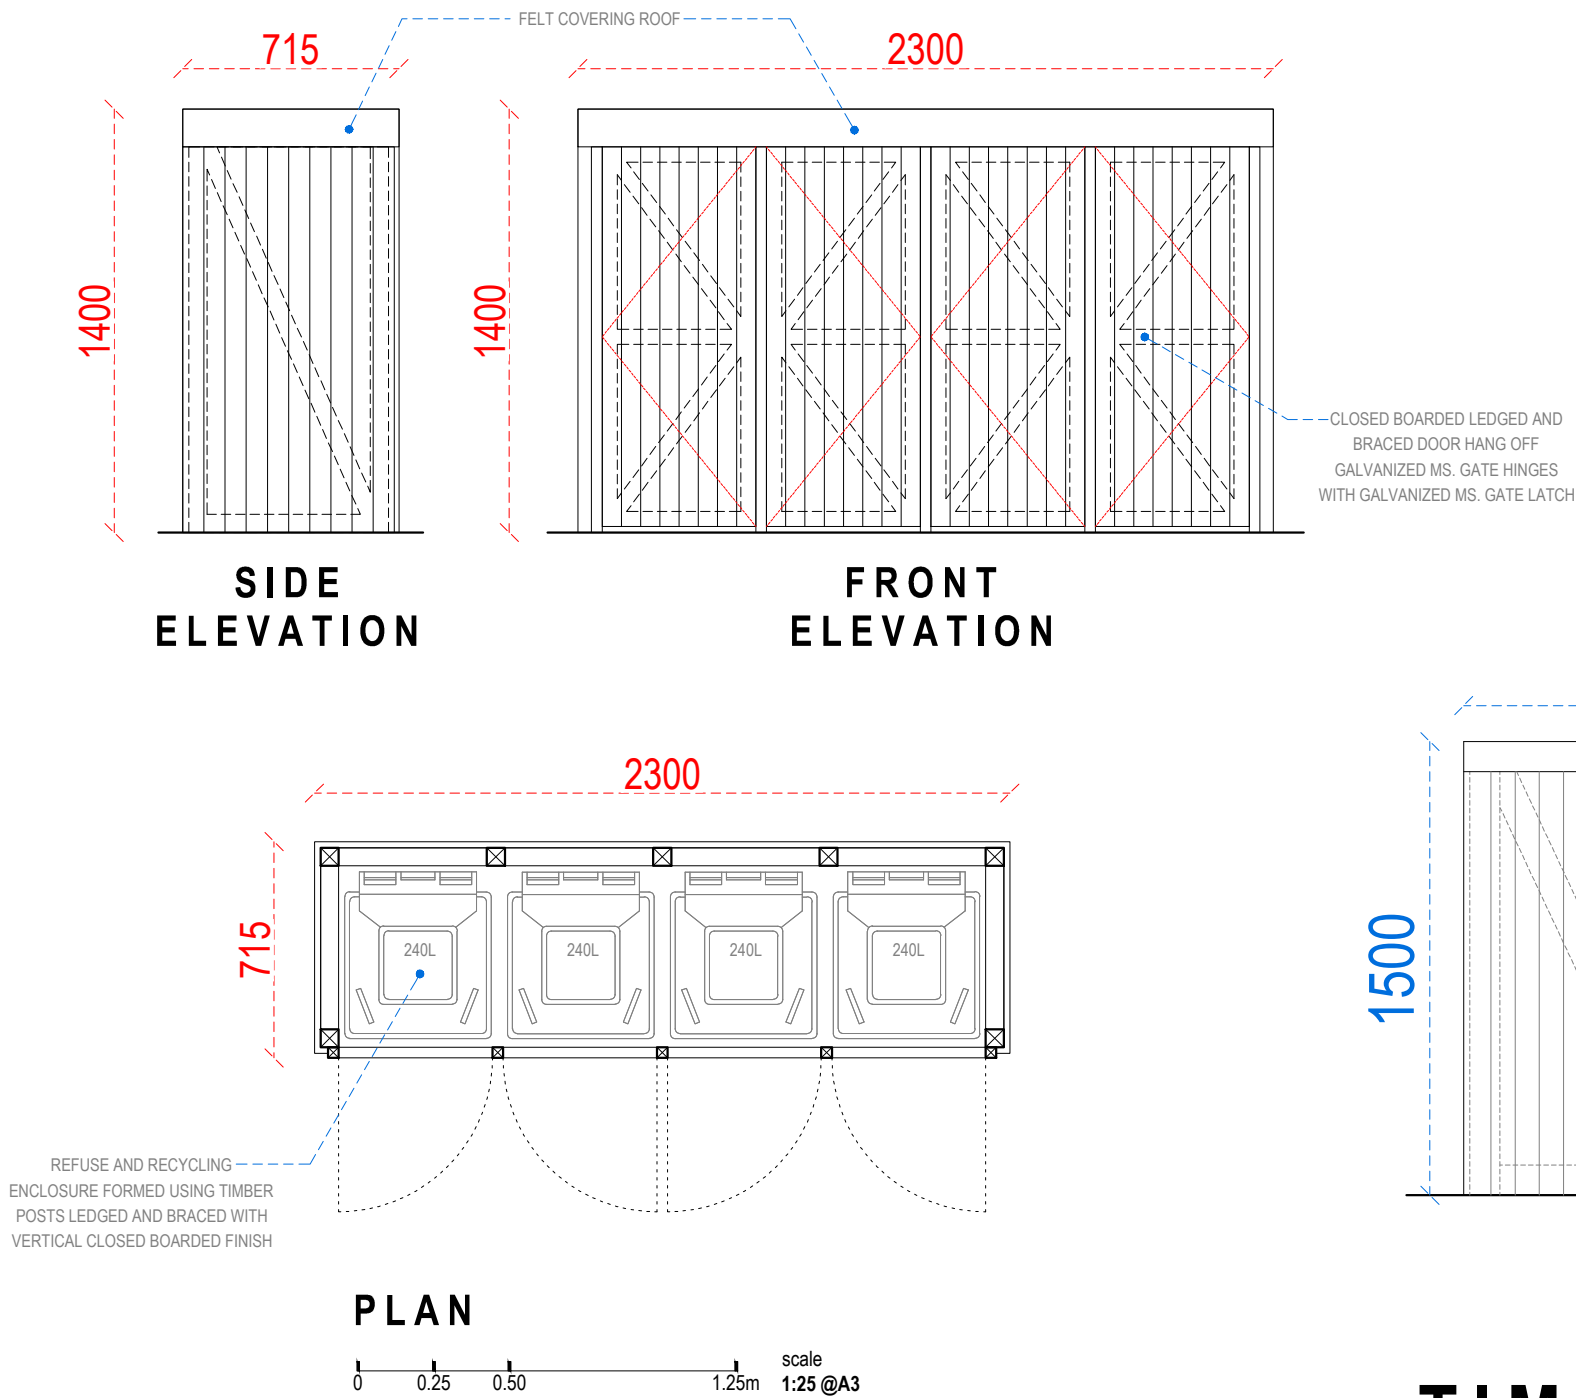 FELT COVERING ROOF
715
2300
1400
1400
CLOSED BOARDED LEDGED AND
BRACED DOOR HANG OFF
GALVANIZED MS. GATE HINGES
WITH GALVANIZED MS. GATE LATCH
SIDE
ELEVATION
FRONT
ELEVATION
2300
715
240L
240L
240L
240L
1500
REFUSE AND RECYCLING
ENCLOSURE FORMED USING TIMBER
POSTS LEDGED AND BRACED WITH
VERTICAL CLOSED BOARDED FINISH
PLAN
0 0.25 0.50 1.25m
scale
1:25 @A3